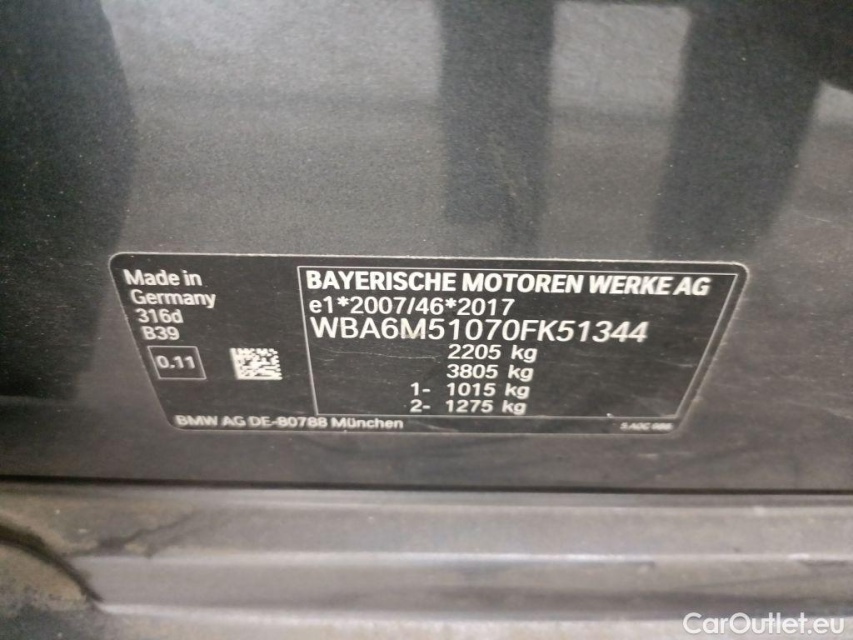 Made in
Germany
316d
B39
0.11
BAYERISCHE MOTOREN WERKE AG
e1*2007/46*2017
WBA6M51070FK51344
2205 kg
3805 kg
1- 1015 kg
2- 1275 kg
BMW AG DE-80788 München
CarOutlet.eu